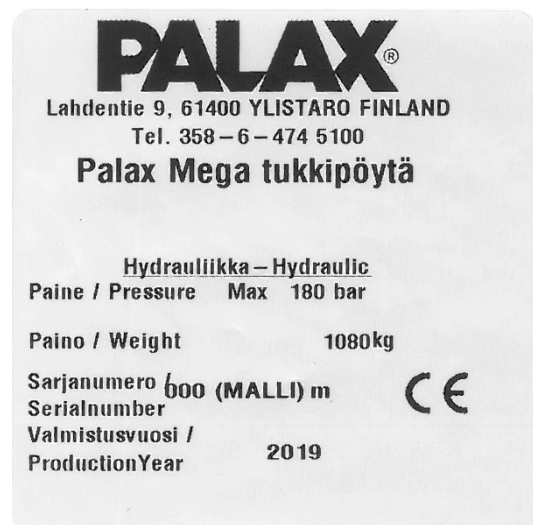 PALAX®
Lahdentie 9, 61400 YLISTARO FINLAND
Tel. 358–6–474 5100
Palax Mega tukkipöytä
Hydrauliikka – Hydraulic
Paine / Pressure Max 180 bar
Paino / Weight 1080kg
Sarjanumero / 000 (MALLI) m
Serialnumber
CE
Valmistusvuosi /
ProductionYear 2019